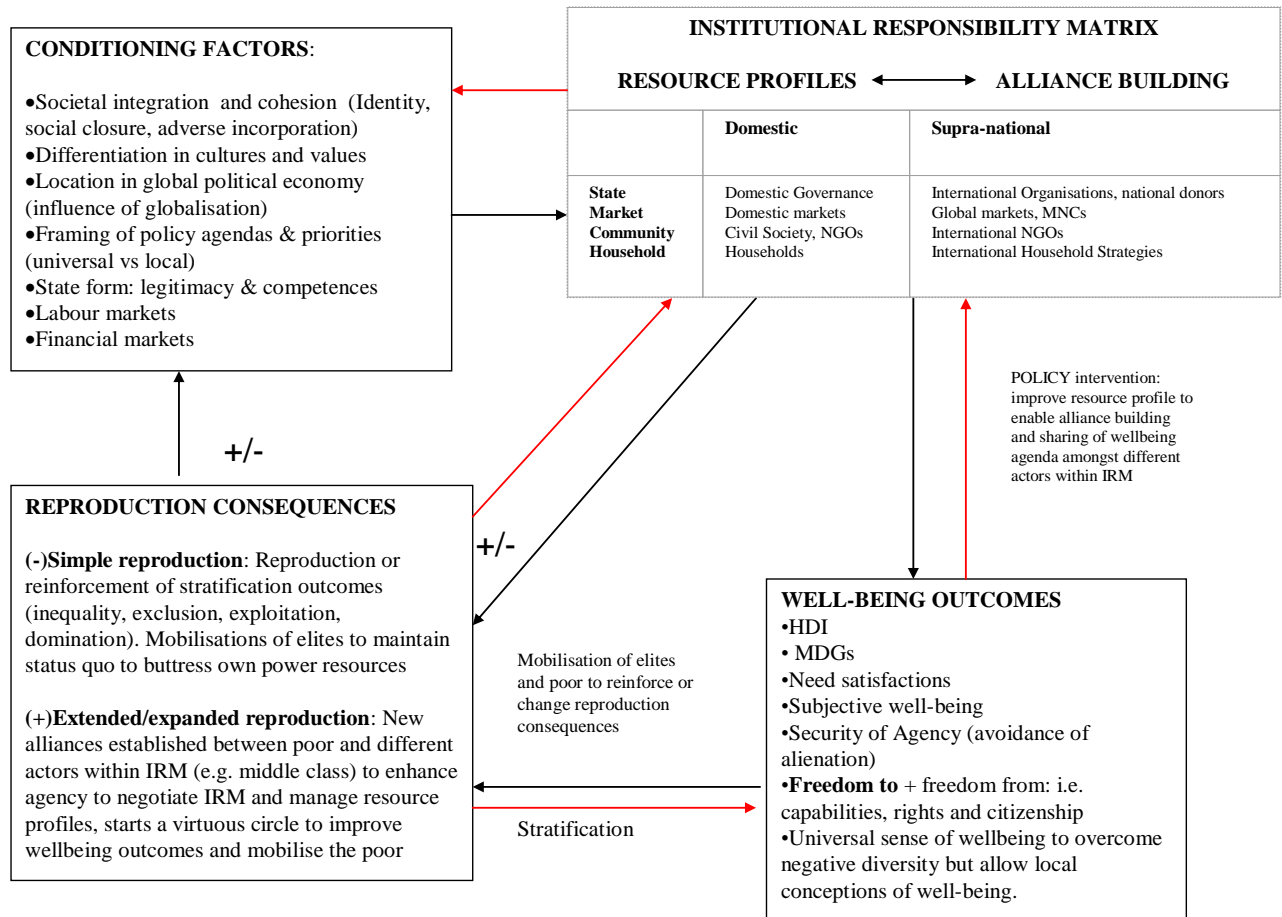 CONDITIONING FACTORS:
•Societal integration  and cohesion  (Identity,
social closure, adverse incorporation)
•Differentiation in cultures and values
•Location in global political economy
(influence of globalisation)
•Framing of policy agendas & priorities
(universal vs local)
•State form: legitimacy & competences
•Labour markets
•Financial markets
INSTITUTIONAL RESPONSIBILITY MATRIX
RESOURCE PROFILES ALLIANCE BUILDING
Domestic Supra-national
State Domestic Governance International Organisations, national donors
Market Domestic markets Global markets, MNCs
Community Civil Society, NGOs International NGOs
Household Households International Household Strategies
POLICY intervention:
improve resource profile to
enable alliance building
and sharing of wellbeing
agenda amongst different
actors within IRM
+/-
REPRODUCTION CONSEQUENCES
(-)Simple reproduction: Reproduction or
reinforcement of stratification outcomes
(inequality, exclusion, exploitation,
domination). Mobilisations of elites to maintain
status quo to buttress own power resources
(+)Extended/expanded reproduction: New
alliances established between poor and different
actors within IRM (e.g. middle class) to enhance
agency to negotiate IRM and manage resource
profiles, starts a virtuous circle to improve
wellbeing outcomes and mobilise the poor
+/-
Mobilisation of elites
and poor to reinforce or
change reproduction
consequences
Stratification
WELL-BEING OUTCOMES
•HDI
• MDGs
•Need satisfactions
•Subjective well-being
•Security of Agency (avoidance of
alienation)
•Freedom to + freedom from: i.e.
capabilities, rights and citizenship
•Universal sense of wellbeing to overcome
negative diversity but allow local
conceptions of well-being.